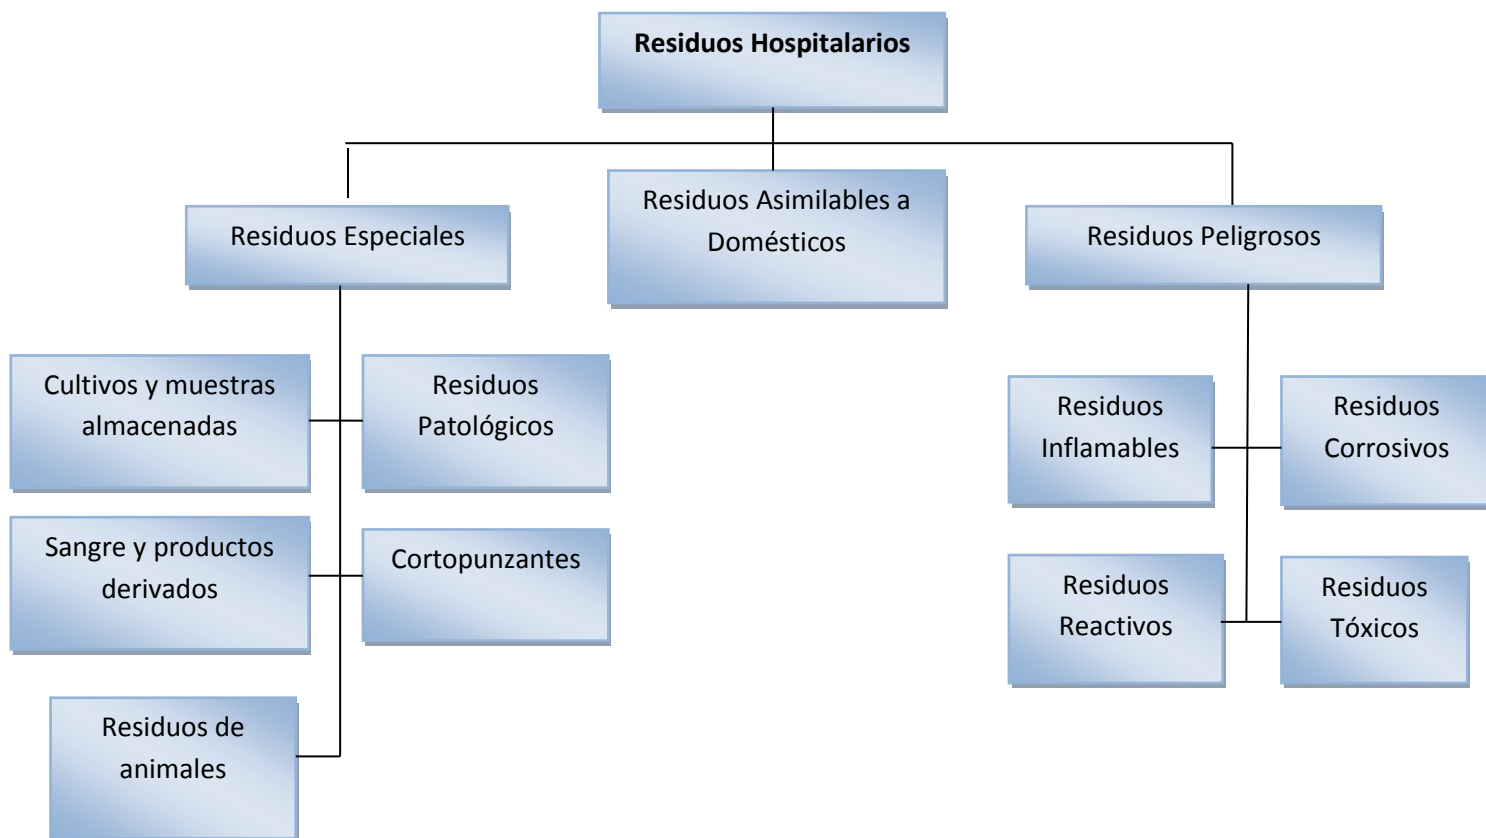 Residuos Hospitalarios
Residuos Especiales
Residuos Asimilables a
Domésticos
Residuos Peligrosos
Cultivos y muestras
almacenadas
Residuos
Patológicos
Sangre y productos
derivados
Cortopunzantes
Residuos de
animales
Residuos
Inflamables
Residuos
Corrosivos
Residuos
Reactivos
Residuos
Tóxicos